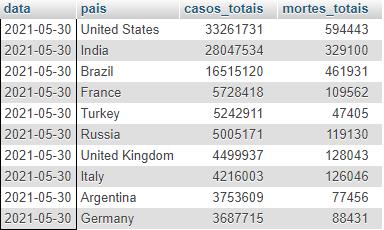 data pais casos_totais mortes_totais
2021-05-30 United States 33261731 594443
2021-05-30 India 28047534 329100
2021-05-30 Brazil 16515120 461931
2021-05-30 France 5728418 109562
2021-05-30 Turkey 5242911 47405
2021-05-30 Russia 5005171 119130
2021-05-30 United Kingdom 4499937 128043
2021-05-30 Italy 4216003 126046
2021-05-30 Argentina 3753609 77456
2021-05-30 Germany 3687715 88431